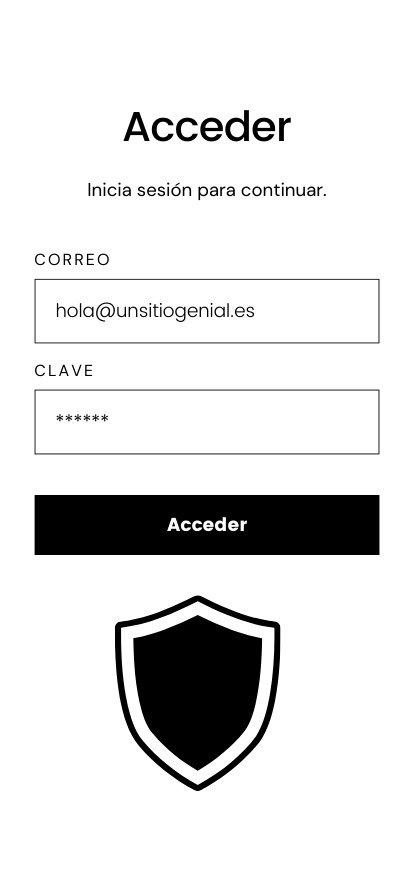 Acceder
Inicia sesión para continuar.
CORREO
hola@unsitiogenial.es
CLAVE
******
Acceder